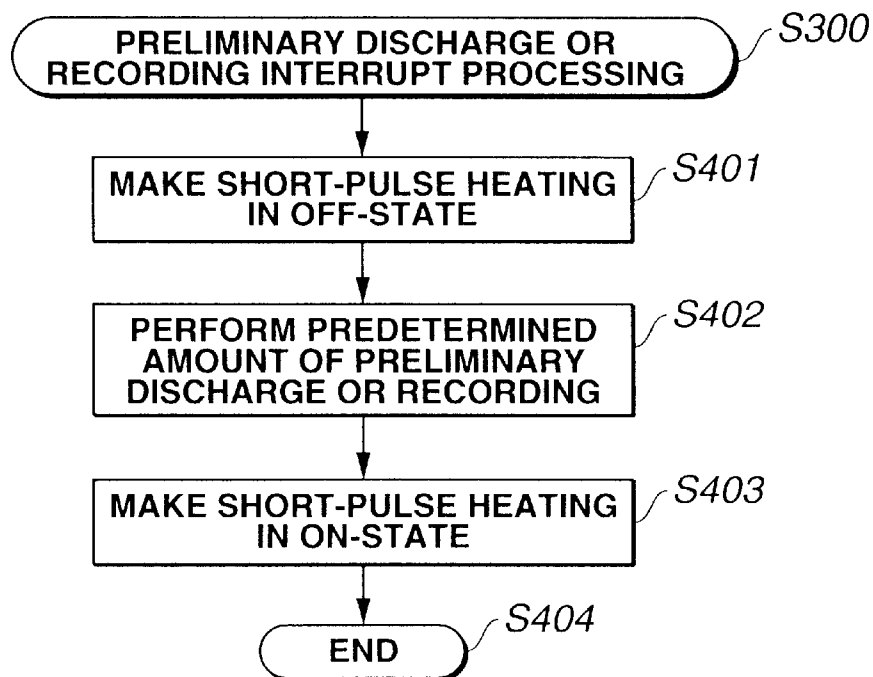 PRELIMINARY DISCHARGE OR
RECORDING INTERRUPT PROCESSING
S300
MAKE SHORT-PULSE HEATING
IN OFF-STATE
S401
PERFORM PREDETERMINED
AMOUNT OF PRELIMINARY
DISCHARGE OR RECORDING
S402
MAKE SHORT-PULSE HEATING
IN ON-STATE
S403
END
S404